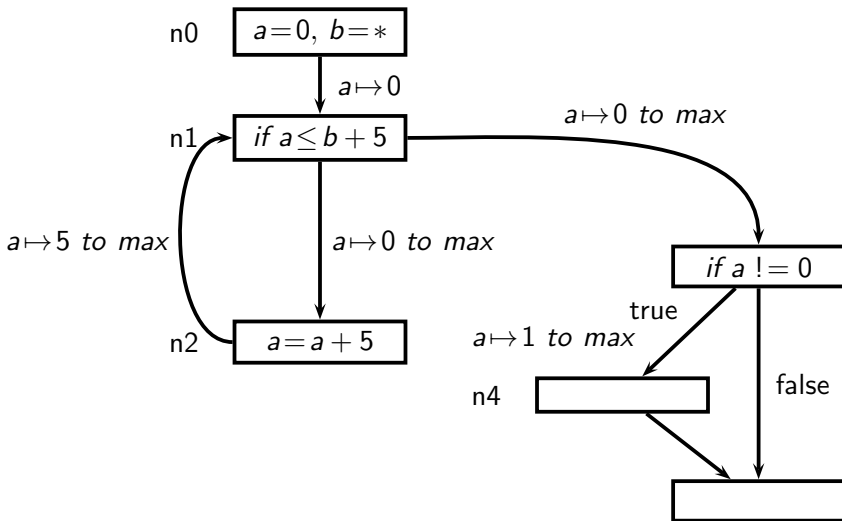 n0
a=0, b=*
a↦0
n1
if a≤b+5
a↦0 to max
a↦5 to max
a↦0 to max
if a !=0
n2
a=a+5
true
a↦1 to max
n4
false